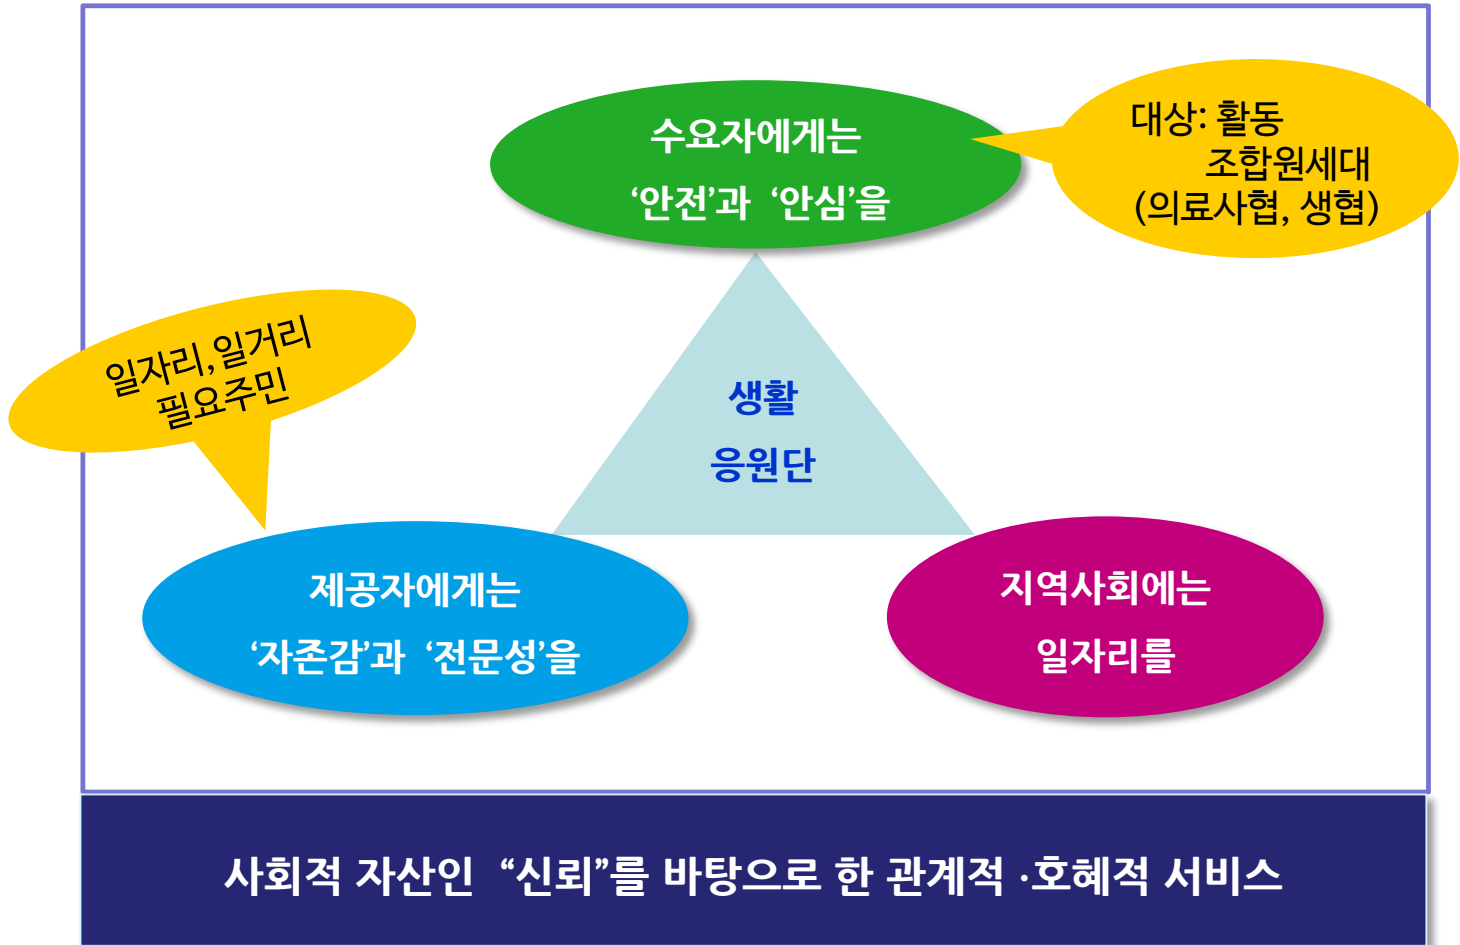 수요자에게는
‘안전’과 ‘안심’을
대상: 활동
조합원세대
(의료사협, 생협)
일자리,일거리
필요주민
생활
응원단
제공자에게는
‘자존감’과 ‘전문성’을
지역사회에는
일자리를
사회적 자산인 “신뢰”를 바탕으로 한 관계적 ·호혜적 서비스